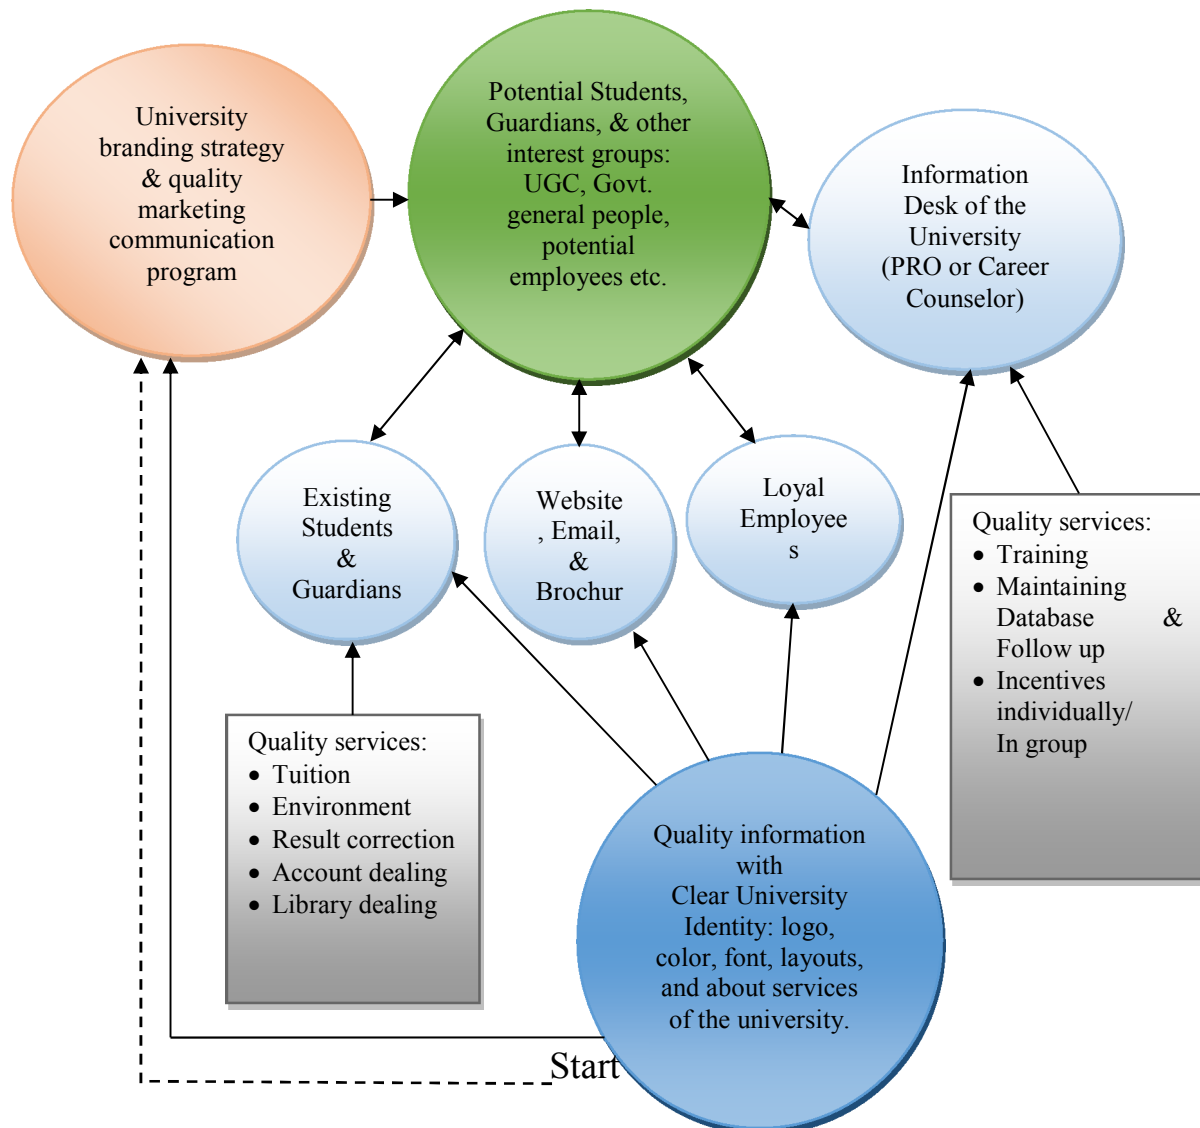 University
branding strategy
& quality
marketing
communication
program
Potential Students,
Guardians, & other
interest groups:
UGC, Govt.
general people,
potential
employees etc.
Information
Desk of the
University
(PRO or Career
Counselor)
Existing
Students
&
Guardians
Website
, Email,
&
Brochur
Loyal
Employee
s
Quality services:
• Training
• Maintaining
Database &
Follow up
• Incentives
individually/
In group
Quality services:
• Tuition
• Environment
• Result correction
• Account dealing
• Library dealing
Quality information
with
Clear University
Identity: logo,
color, font, layouts,
and about services
of the university.
Start